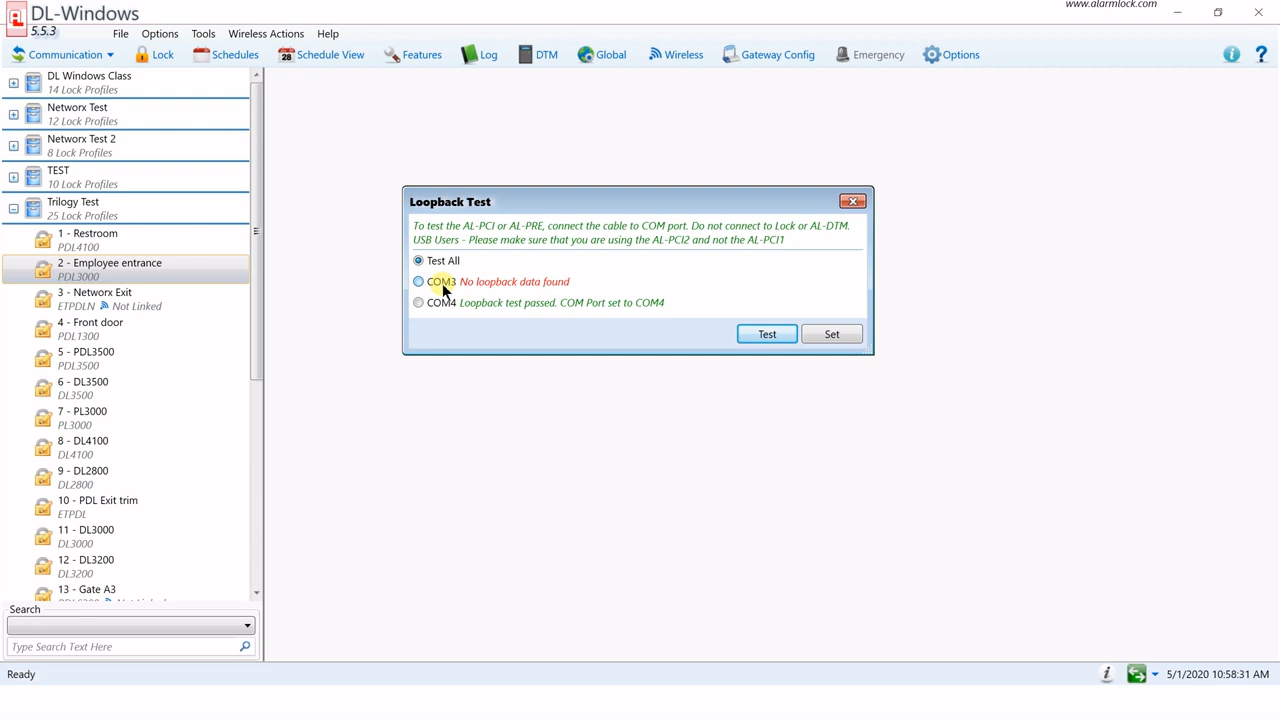 www.alarmlock.com
DL-Windows
5.5.3
File Options Tools Wireless Actions Help
Communication Lock Schedules 28 Schedule View Features Log DTM Global Wireless Gateway Config Emergency Options
DL Windows Class
14 Lock Profiles
Networx Test
12 Lock Profiles
Networx Test 2
8 Lock Profiles
TEST
10 Lock Profiles
Trilogy Test
25 Lock Profiles
1 - Restroom
PDL4100
2 - Employee entrance
PDL3000
3 - Networx Exit
ETPDLN Not Linked
4 - Front door
PDL1300
5 - PDL3500
PDL3500
6 - DL3500
DL3500
7 - PL3000
PL3000
8 - DL4100
DL4100
9 - DL2800
DL2800
10 - PDL Exit trim
ETPDL
11 - DL3000
DL3000
12 - DL3200
DL3200
13 - Gate A3
Search
Type Search Text Here
Loopback Test
To test the AL-PCI or AL-PRE, connect the cable to COM port. Do not connect to Lock or AL-DTM.
USB Users - Please make sure that you are using the AL-PCI2 and not the AL-PCI1
Test All
COM3 No loopback data found
COM4 Loopback test passed. COM Port set to COM4
Test Set
Ready
5/1/2020 10:58:31 AM